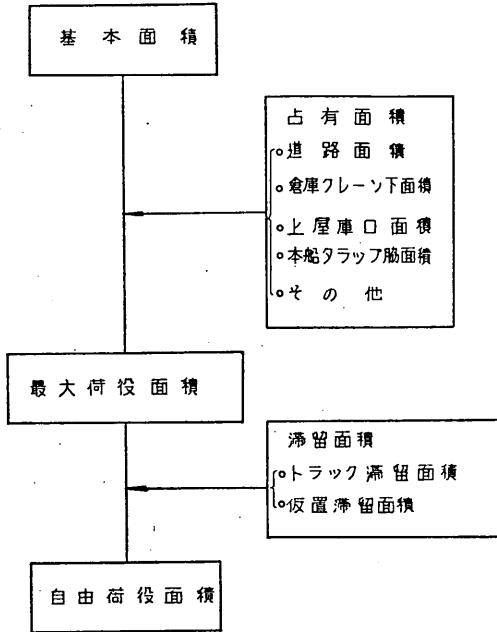 基本面積
占有面積
道路面積
倉庫クレーン下面積
上屋庫口面積
本船タラップ脇面積
その他
最大荷役面積
滞留面積
トラック滞留面積
仮置滞留面積
自由荷役面積